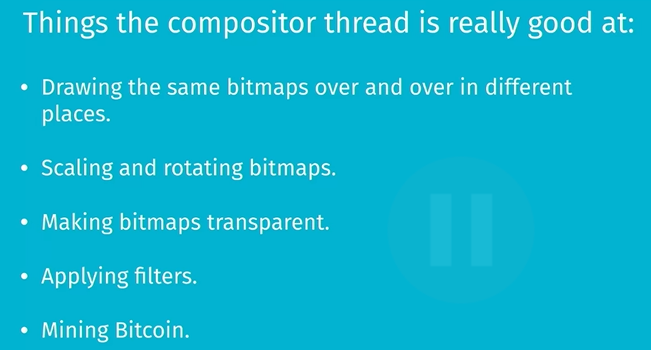 Things the compositor thread is really good at:
• Drawing the same bitmaps over and over in different
places.
• Scaling and rotating bitmaps.
• Making bitmaps transparent.
• Applying filters.
• Mining Bitcoin.